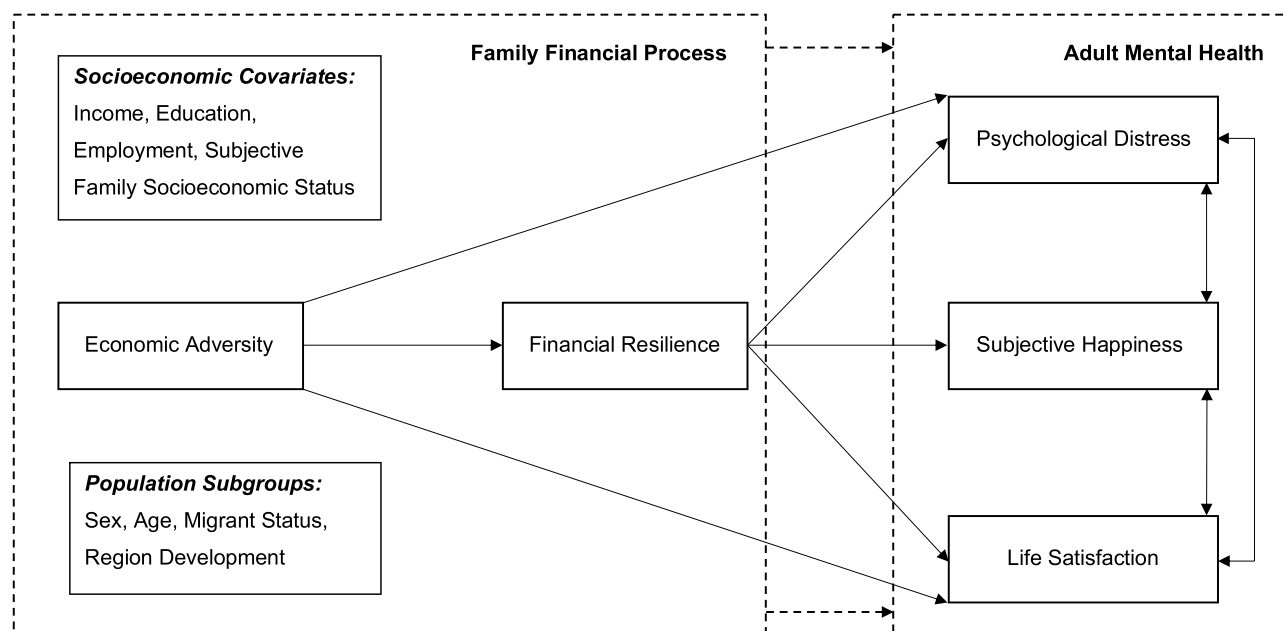 Family Financial Process
Adult Mental Health
Socioeconomic Covariates:
Income, Education,
Employment, Subjective
Family Socioeconomic Status
Psychological Distress
Economic Adversity
Financial Resilience
Subjective Happiness
Population Subgroups:
Sex, Age, Migrant Status,
Region Development
Life Satisfaction